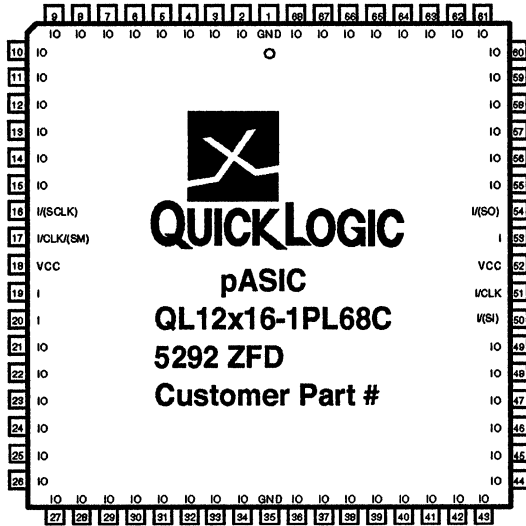 9 8 7 6 5 4 3 2 1 68 67 66 65 64 63 62 61
IO IO IO IO IO IO IO IO GND IO IO IO IO IO IO IO IO
10 IO IO 60
11 IO IO 59
12 IO IO 58
13 IO IO 57
14 IO IO 56
15 IO IO 55
16 I/(SCLK) I/(SO) 54
17 I/CLK/(SM) I 53
18 VCC VCC 52
19 I I/CLK 51
20 I I/(SI) 50
21 IO IO 49
22 IO IO 48
23 IO IO 47
24 IO IO 46
25 IO IO 45
26 IO IO 44
QUICKLOGIC
pASIC
QL12x16-1PL68C
5292 ZFD
Customer Part #
IO IO IO IO IO IO IO IO GND IO IO IO IO IO IO IO IO
27 28 29 30 31 32 33 34 35 36 37 38 39 40 41 42 43